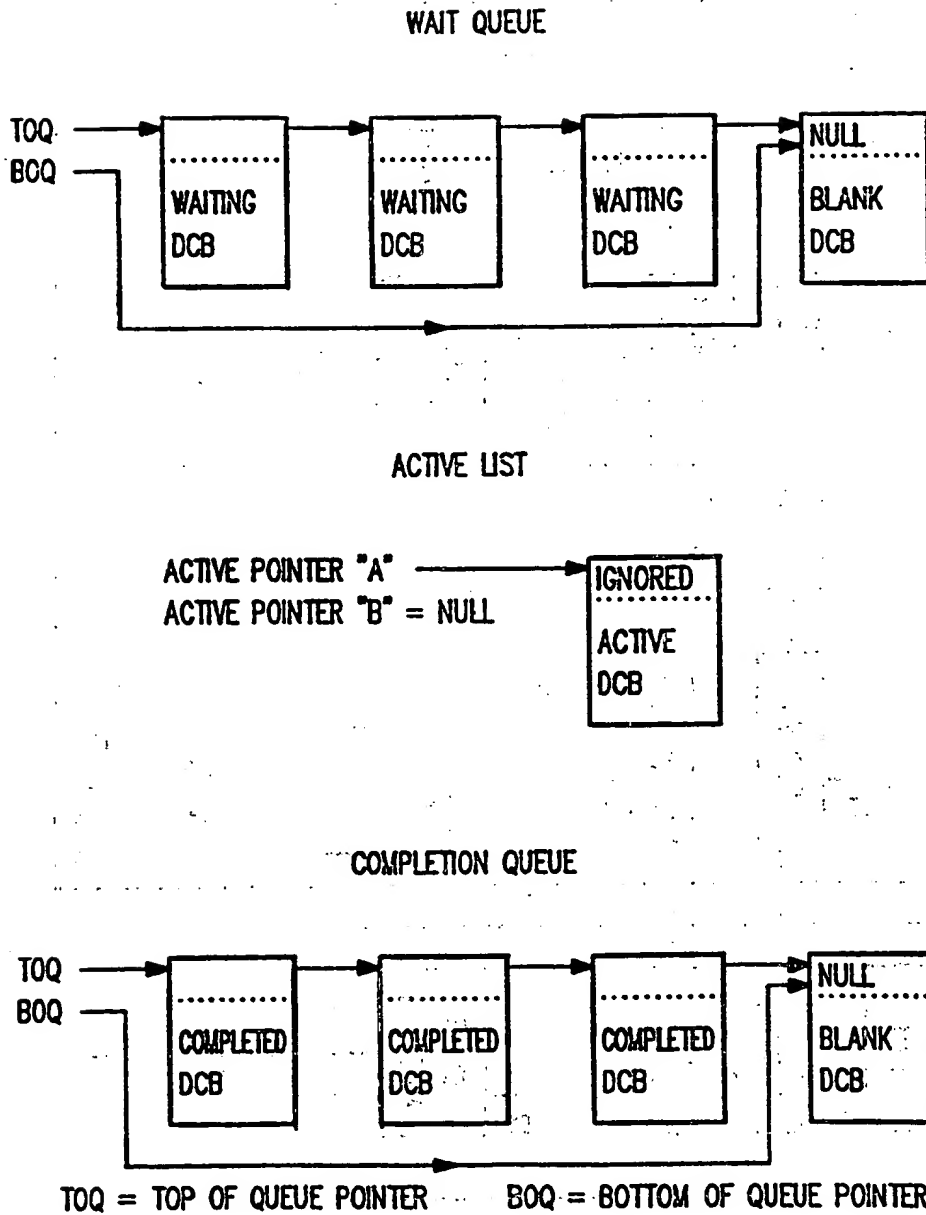 WAIT QUEUE
TOQ
BOQ
WAITING
DCB
WAITING
DCB
WAITING
DCB
NULL
BLANK
DCB
ACTIVE LIST
ACTIVE POINTER "A"
ACTIVE POINTER "B" = NULL
IGNORED
ACTIVE
DCB
COMPLETION QUEUE
TOQ
BOQ
COMPLETED
DCB
COMPLETED
DCB
COMPLETED
DCB
NULL
BLANK
DCB
TOQ = TOP OF QUEUE POINTER BOQ = BOTTOM OF QUEUE POINTER